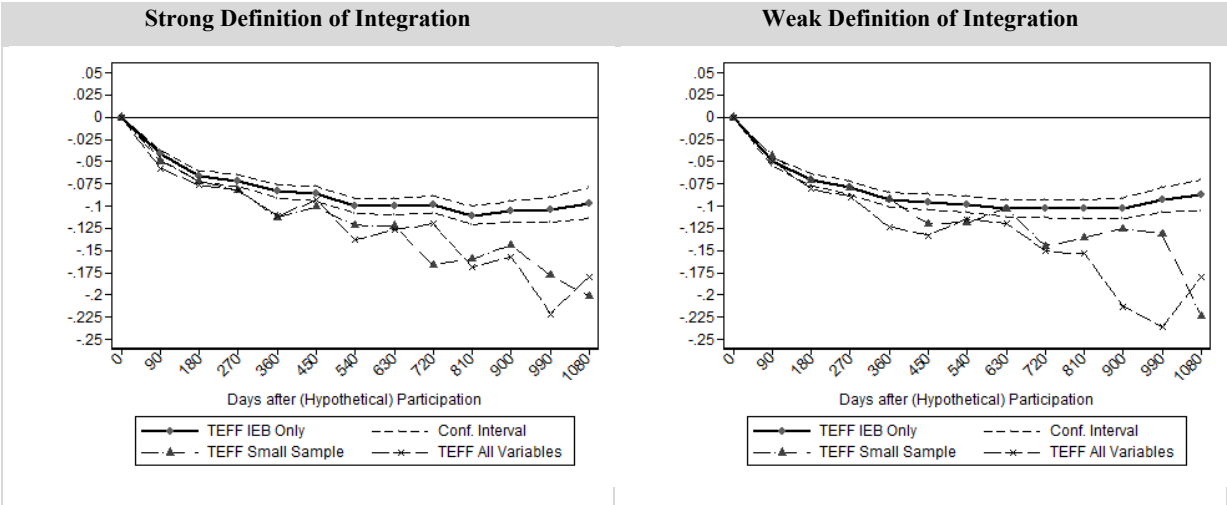 Strong Definition of Integration
Weak Definition of Integration
.05
.025
0
-.025
-.05
-.075
-.1
-.125
-.15
-.175
-.2
-.225
-.25
0 90 180 270 360 450 540 630 720 810 900 990 1080
Days after (Hypothetical) Participation
TEFF IEB Only Conf. Interval
TEFF Small Sample TEFF All Variables
.05
.025
0
-.025
-.05
-.075
-.1
-.125
-.15
-.175
-.2
-.225
-.25
0 90 180 270 360 450 540 630 720 810 900 990 1080
Days after (Hypothetical) Participation
TEFF IEB Only Conf. Interval
TEFF Small Sample TEFF All Variables